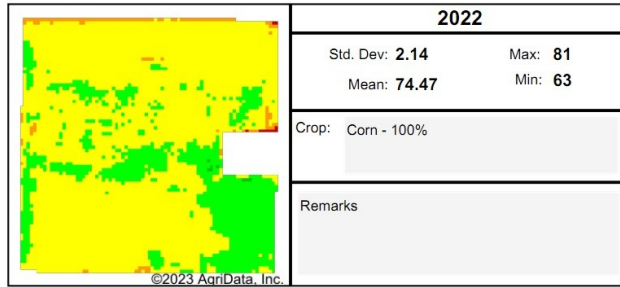 2022
Std. Dev: 2.14 Max: 81
Mean: 74.47 Min: 63
Crop: Corn - 100%
Remarks
©2023 AgriData, Inc.